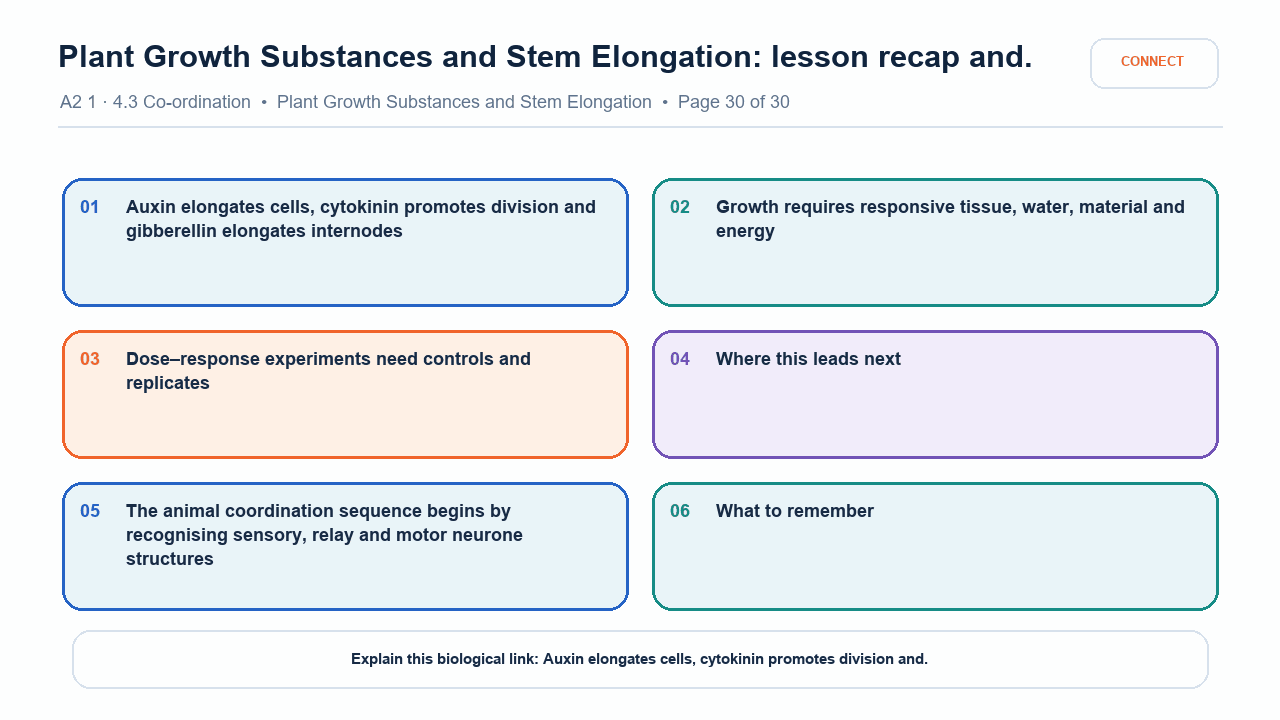 Plant Growth Substances and Stem Elongation: lesson recap and.
CONNECT
A2 1 · 4.3 Co-ordination • Plant Growth Substances and Stem Elongation • Page 30 of 30
01 Auxin elongates cells, cytokinin promotes division and
gibberellin elongates internodes
02 Growth requires responsive tissue, water, material and
energy
03 Dose–response experiments need controls and
replicates
04 Where this leads next
05 The animal coordination sequence begins by
recognising sensory, relay and motor neurone
structures
06 What to remember
Explain this biological link: Auxin elongates cells, cytokinin promotes division and.